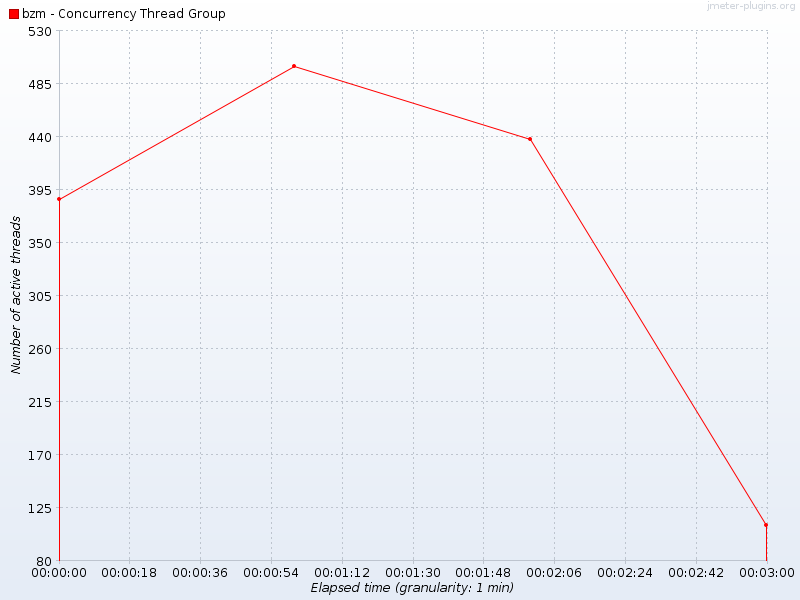 jmeter-plugins.org
bzm - Concurrency Thread Group
530
485
440
395
350
305
260
215
170
125
80
Number of active threads
00:00:00 00:00:18 00:00:36 00:00:54 00:01:12 00:01:30 00:01:48 00:02:06 00:02:24 00:02:42 00:03:00
Elapsed time (granularity: 1 min)